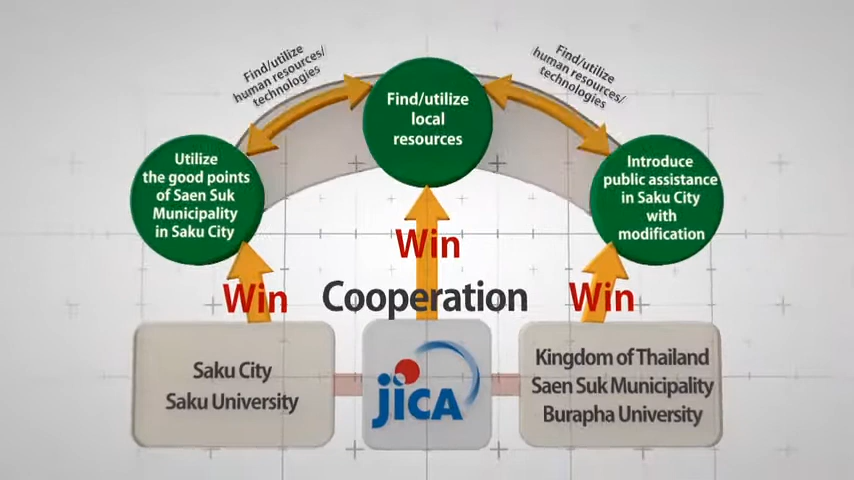 Find/utilize
human resources/
technologies
Find/utilize
human resources/
technologies
Find/utilize
local
resources
Utilize
the good points
of Saen Suk
Municipality
in Saku City
Introduce
public assistance
in Saku City
with
modification
Win
Win
Win
Cooperation
Saku City
Saku University
JICA
Kingdom of Thailand
Saen Suk Municipality
Burapha University